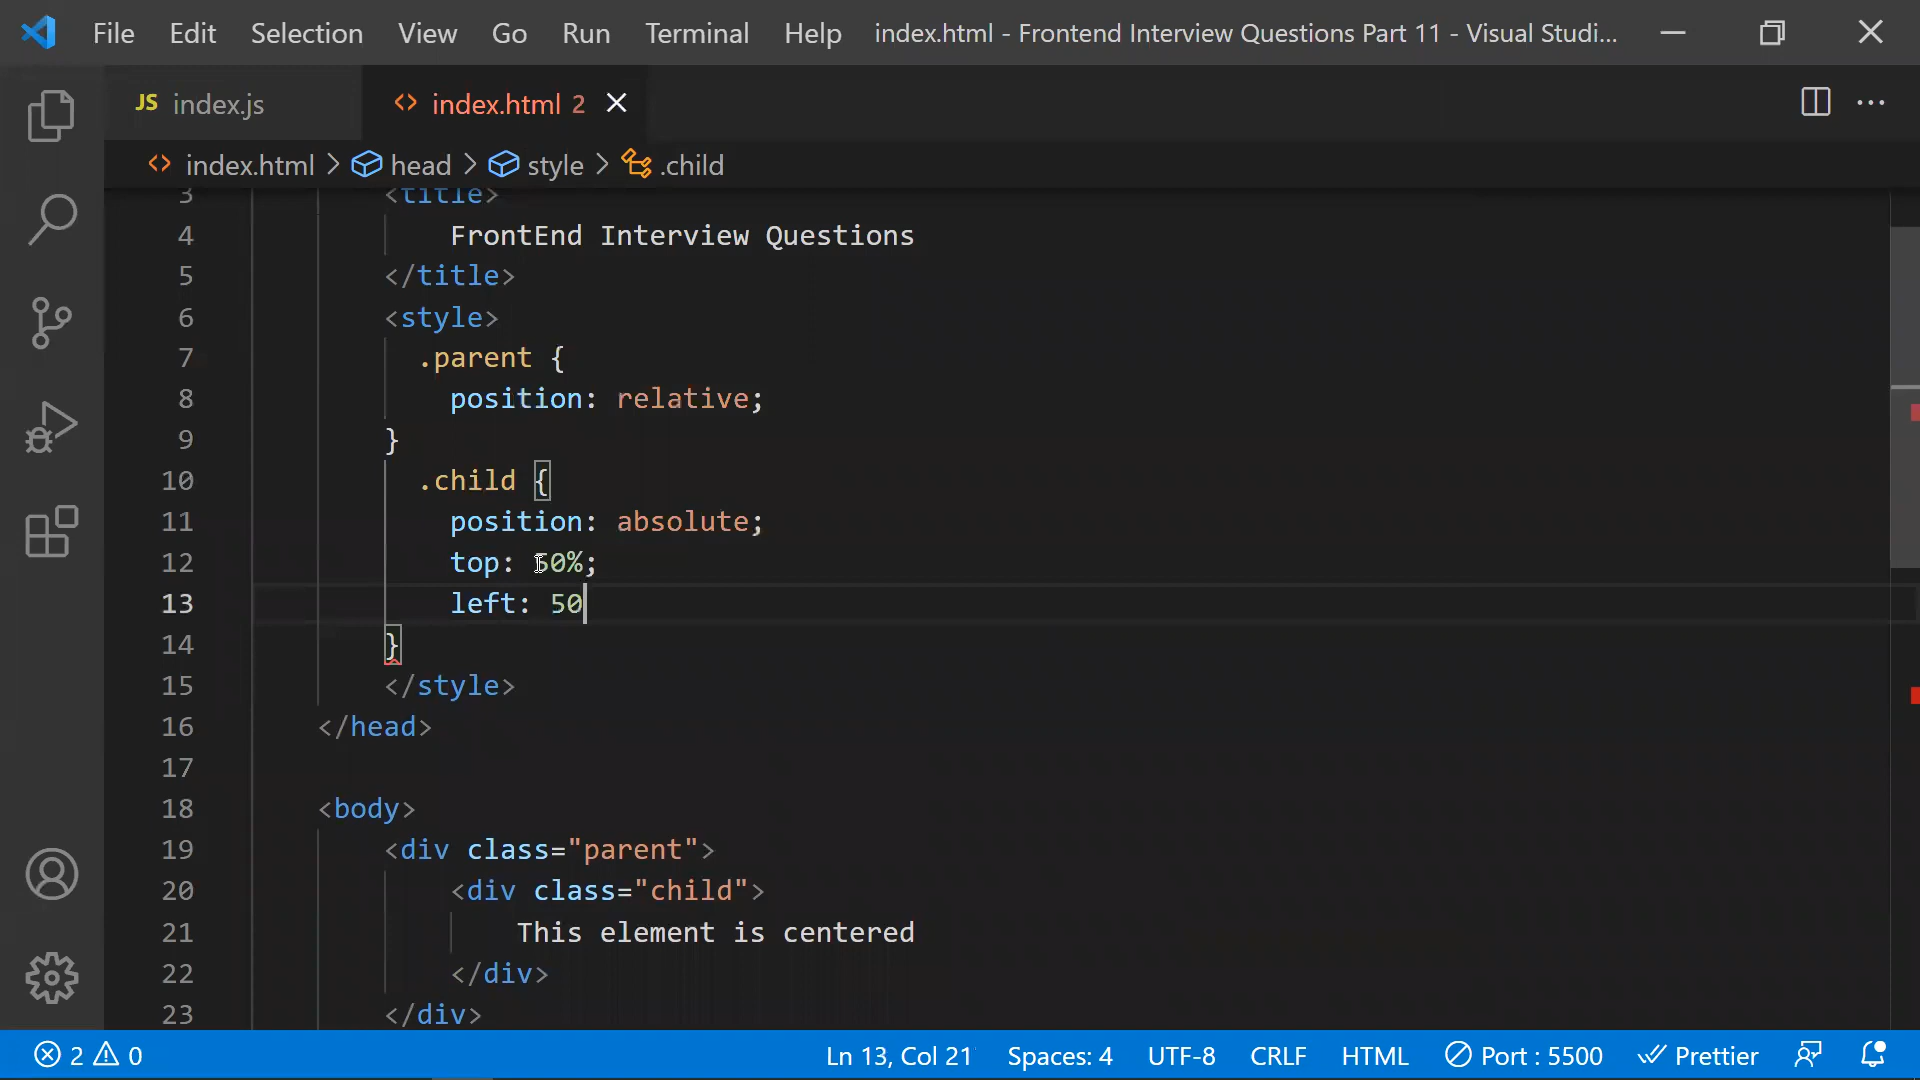 File Edit Selection View Go Run Terminal Help index.html - Frontend Interview Questions Part 11 - Visual Studi...
JS index.js <> index.html 2
<> index.html > head > style > .child
3 <title>
4 FrontEnd Interview Questions
5 </title>
6 <style>
7 .parent {
8 position: relative;
9 }
10 .child {
11 position: absolute;
12 top: 50%;
13 left: 50
14 }
15 </style>
16 </head>
17
18 <body>
19 <div class="parent">
20 <div class="child">
21 This element is centered
22 </div>
23 </div>
2 0 Ln 13, Col 21 Spaces: 4 UTF-8 CRLF HTML Port : 5500 Prettier